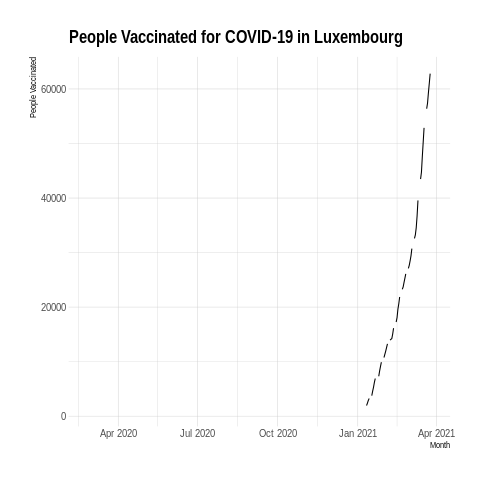 People Vaccinated for COVID-19 in Luxembourg
People Vaccinated
60000
40000
20000
0
Apr 2020 Jul 2020 Oct 2020 Jan 2021 Apr 2021
Month